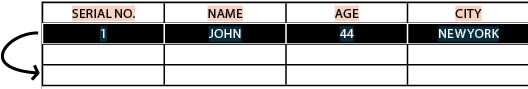 SERIAL NO. NAME AGE CITY
1 JOHN 44 NEWYORK